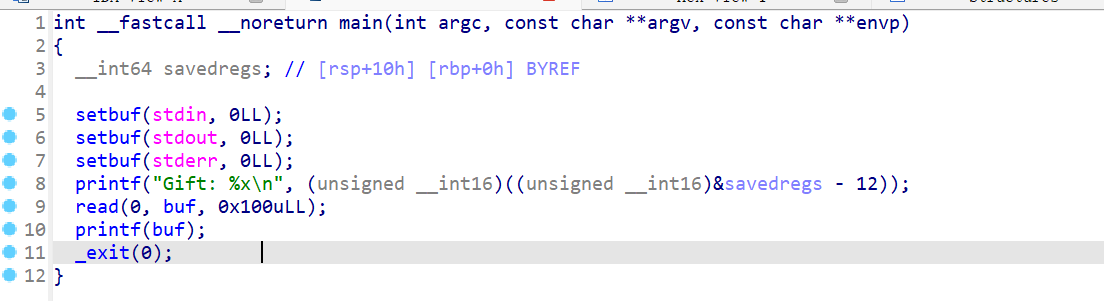 1 int __fastcall __noreturn main(int argc, const char **argv, const char **envp)
2 {
3   __int64 savedregs; // [rsp+10h] [rbp+0h] BYREF
4
5   setbuf(stdin, 0LL);
6   setbuf(stdout, 0LL);
7   setbuf(stderr, 0LL);
8   printf("Gift: %x\n", (unsigned __int16)((unsigned __int16)&savedregs - 12));
9   read(0, buf, 0x100uLL);
10   printf(buf);
11   _exit(0);
12 }